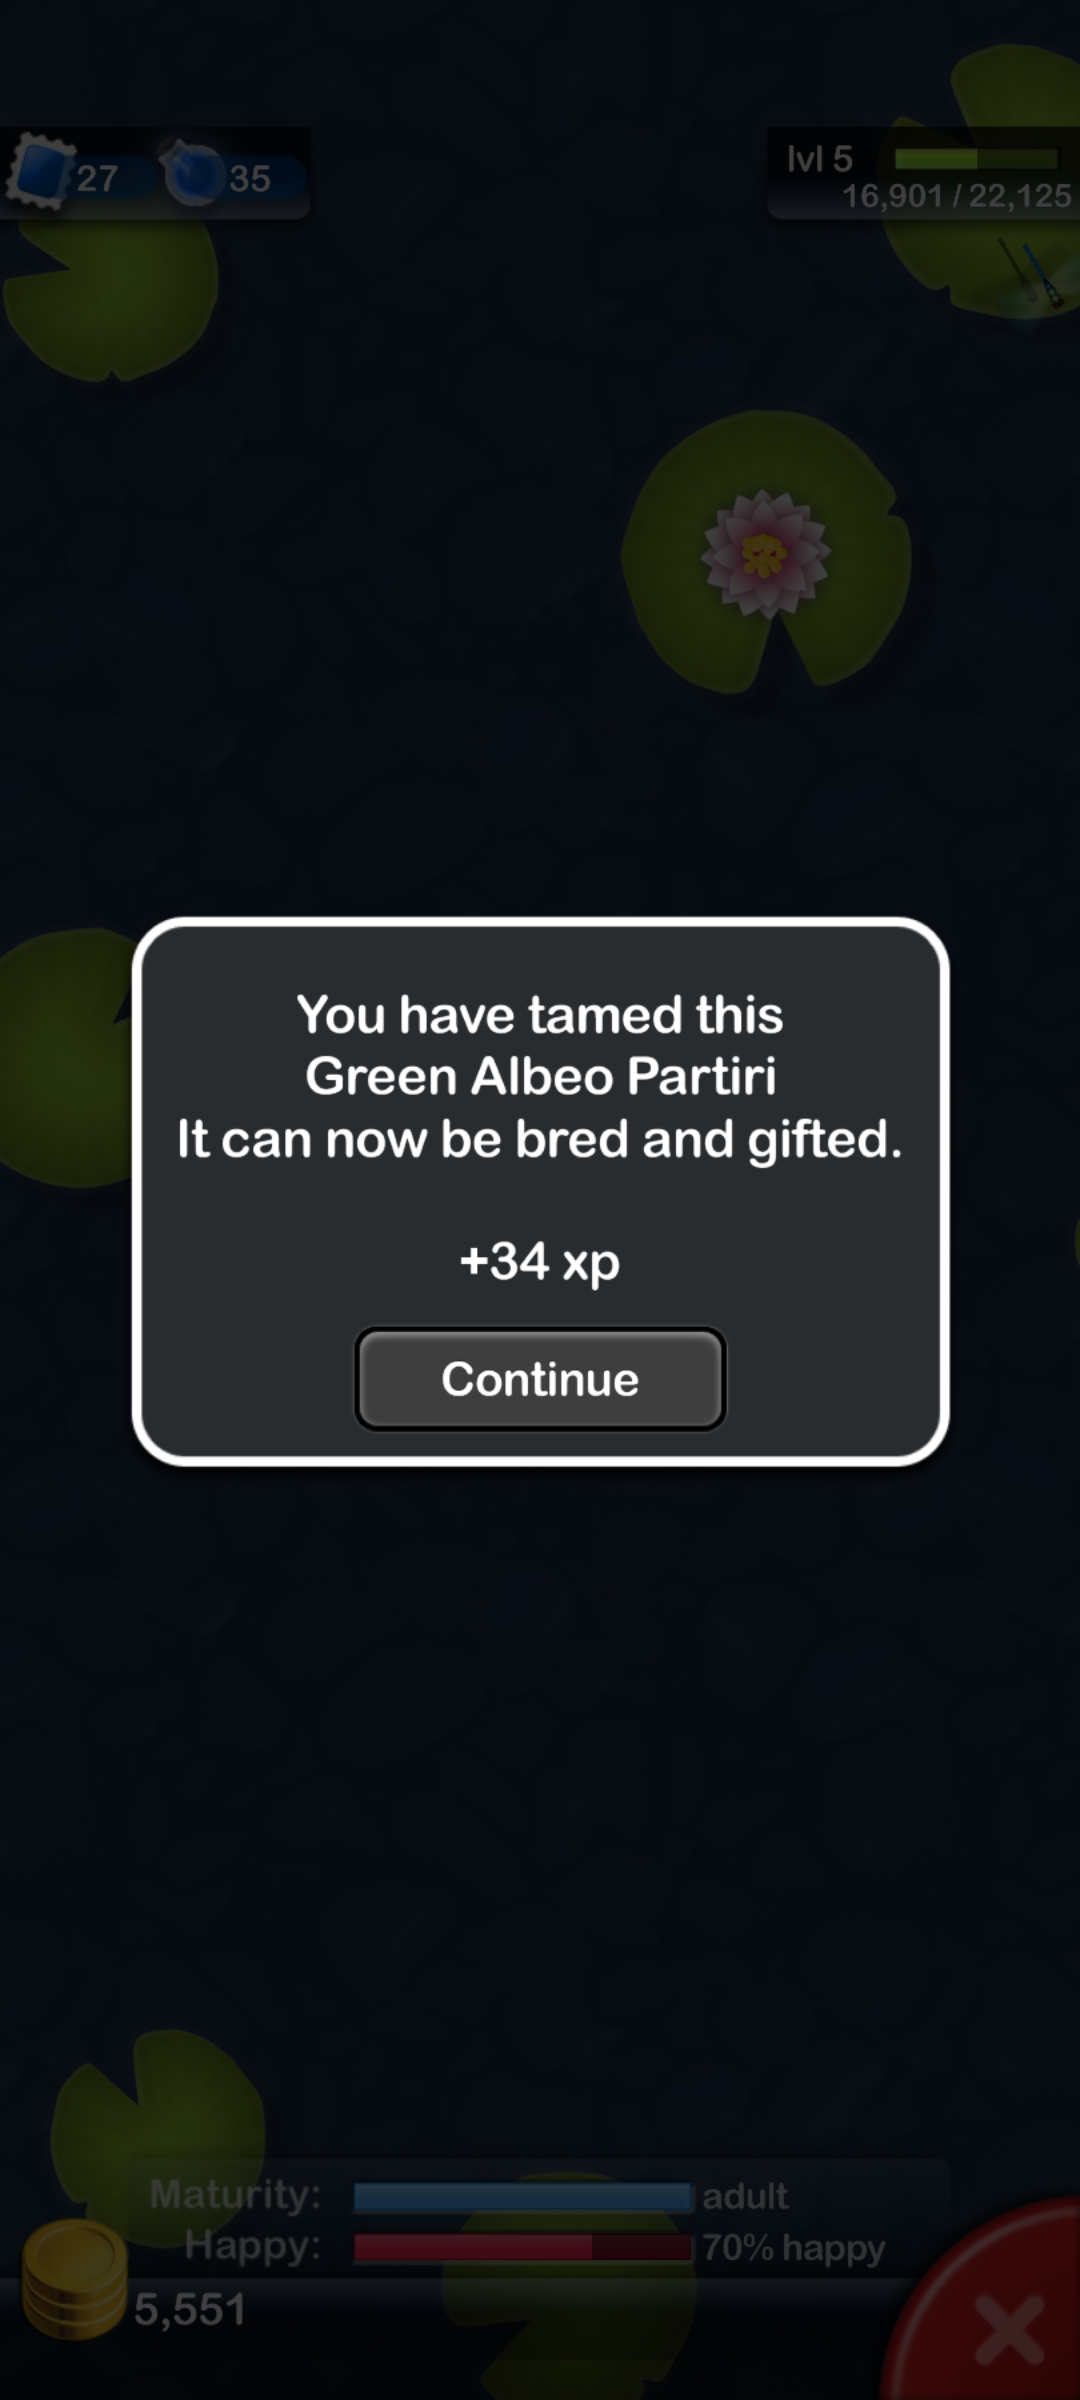 27
35
lvl 5
16,901 / 22,125
You have tamed this
Green Albeo Partiri
It can now be bred and gifted.
+34 xp
Continue
Maturity: adult
Happy: 70% happy
5,551